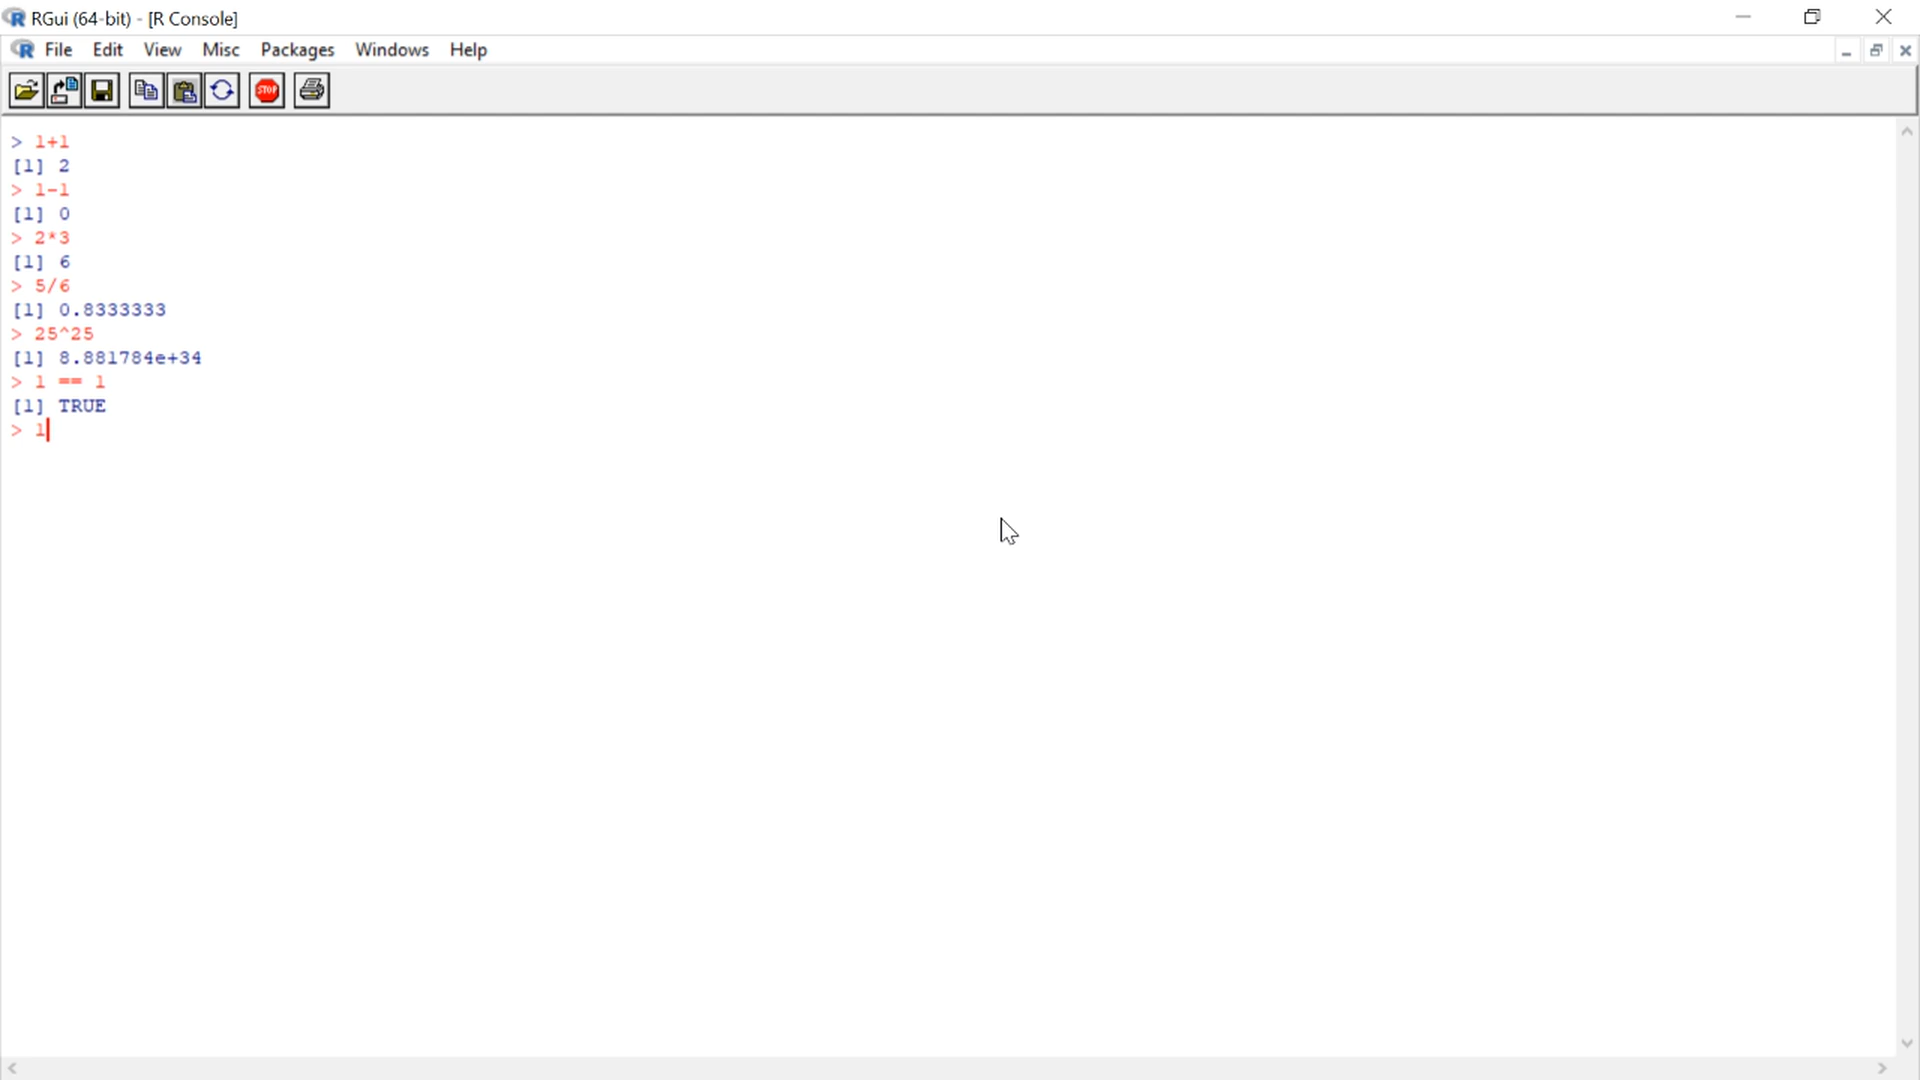 RGui (64-bit) - [R Console]
File Edit View Misc Packages Windows Help
STOP
> 1+1
[1] 2
> 1-1
[1] 0
> 2*3
[1] 6
> 5/6
[1] 0.8333333
> 25^25
[1] 8.881784e+34
> 1 == 1
[1] TRUE
> 1